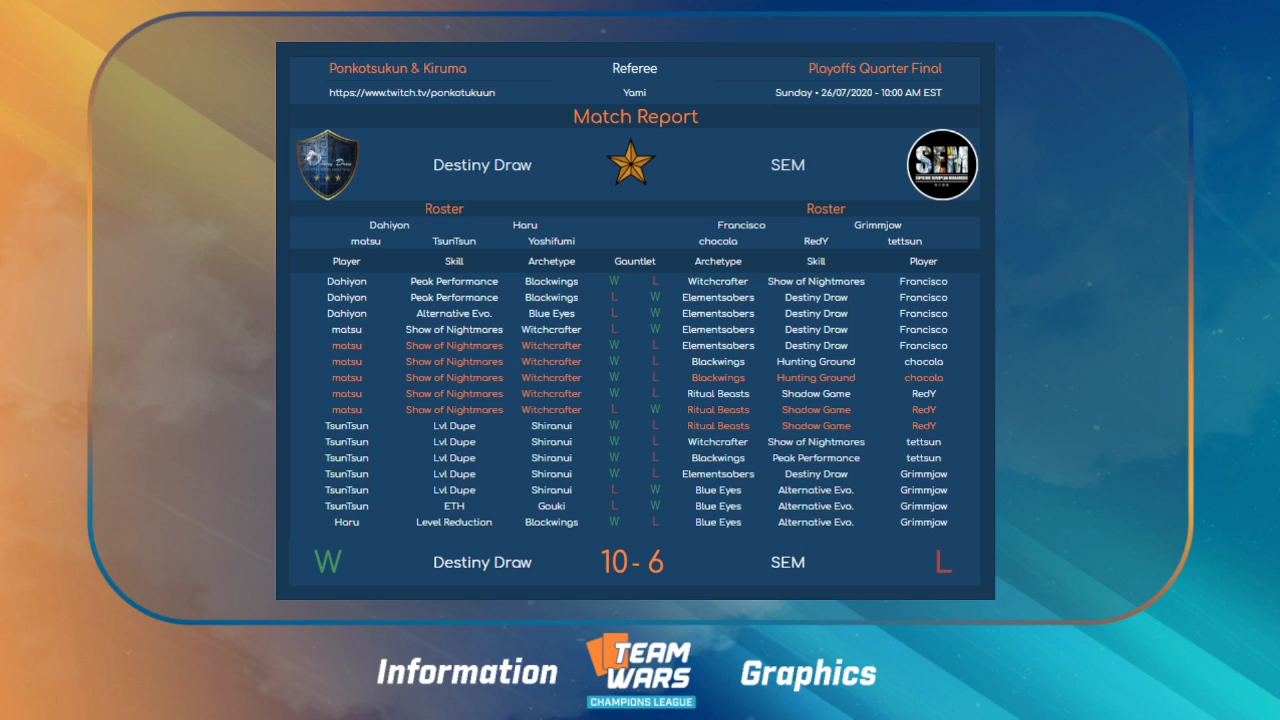 Ponkotsukun & Kiruma Referee Playoffs Quarter Final
https://www.twitch.tv/ponkotukuun Yami Sunday • 26/07/2020 - 10:00 AM EST
Match Report
Destiny Draw SEM
SEM
Roster Roster
Dahiyon Haru Francisco Grimmjow
matsu TsunTsun Yoshifumi chocola RedY tettsun
Player Skill Archetype Gauntlet Archetype Skill Player
Dahiyon Peak Performance Blackwings W L Witchcrafter Show of Nightmares Francisco
Dahiyon Peak Performance Blackwings L W Elementsabers Destiny Draw Francisco
Dahiyon Alternative Evo. Blue Eyes L W Elementsabers Destiny Draw Francisco
matsu Show of Nightmares Witchcrafter L W Elementsabers Destiny Draw Francisco
matsu Show of Nightmares Witchcrafter W L Elementsabers Destiny Draw Francisco
matsu Show of Nightmares Witchcrafter W L Blackwings Hunting Ground chocola
matsu Show of Nightmares Witchcrafter W L Blackwings Hunting Ground chocola
matsu Show of Nightmares Witchcrafter W L Ritual Beasts Shadow Game RedY
matsu Show of Nightmares Witchcrafter L W Ritual Beasts Shadow Game RedY
TsunTsun Lvl Dupe Shiranui W L Ritual Beasts Shadow Game RedY
TsunTsun Lvl Dupe Shiranui W L Witchcrafter Show of Nightmares tettsun
TsunTsun Lvl Dupe Shiranui W L Blackwings Peak Performance tettsun
TsunTsun Lvl Dupe Shiranui W L Elementsabers Destiny Draw Grimmjow
TsunTsun Lvl Dupe Shiranui L W Blue Eyes Alternative Evo. Grimmjow
TsunTsun ETH Gouki L W Blue Eyes Alternative Evo. Grimmjow
Haru Level Reduction Blackwings W L Blue Eyes Alternative Evo. Grimmjow
W Destiny Draw 10 - 6 SEM L
Information TEAM WARS Graphics
CHAMPIONS LEAGUE